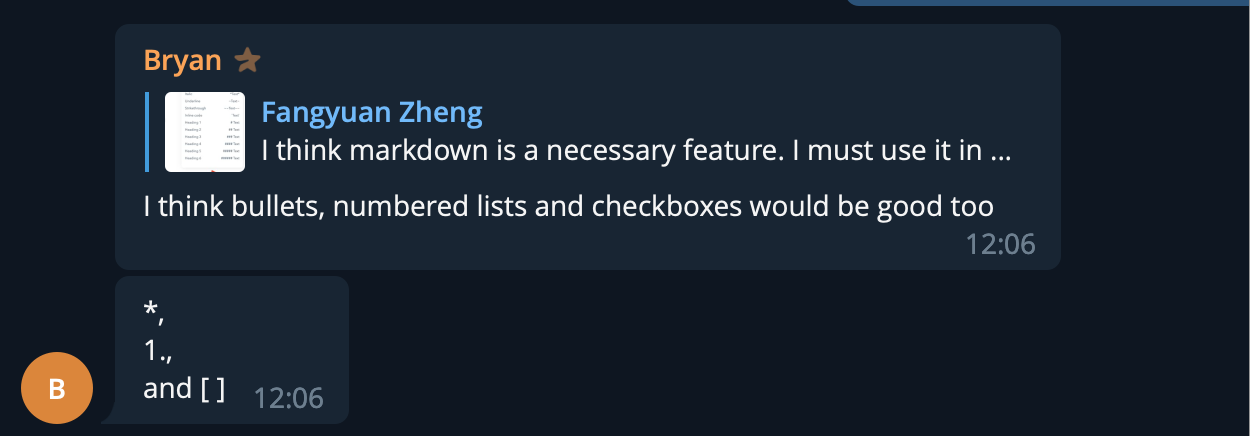 Bryan
Fangyuan Zheng
I think markdown is a necessary feature. I must use it in ...
I think bullets, numbered lists and checkboxes would be good too
12:06
*,
1.,
and [ ]
12:06
B